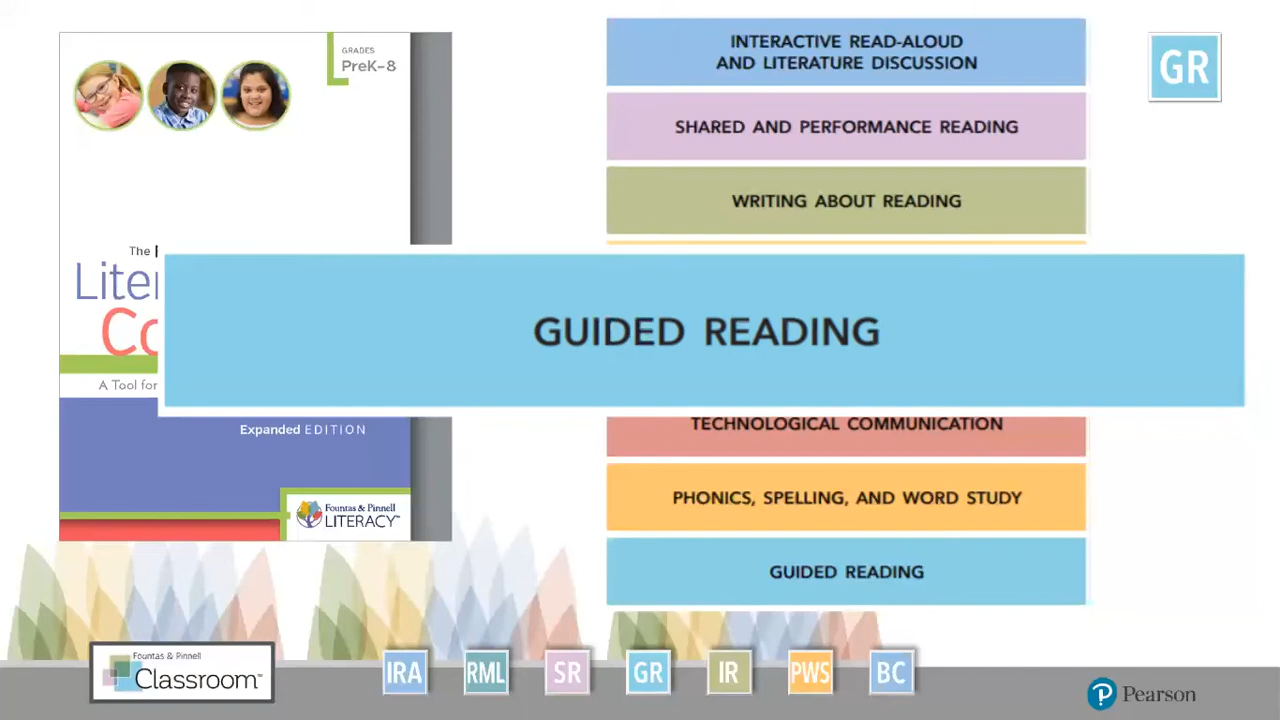 GRADES
PreK–8
The
Liter
Co
A Tool for
Expanded EDITION
Fountas & Pinnell
LITERACY™
INTERACTIVE READ-ALOUD
AND LITERATURE DISCUSSION
SHARED AND PERFORMANCE READING
WRITING ABOUT READING
GUIDED READING
TECHNOLOGICAL COMMUNICATION
PHONICS, SPELLING, AND WORD STUDY
GUIDED READING
GR
Fountas & Pinnell
Classroom™
IRA
RML
SR
GR
IR
PWS
BC
P Pearson